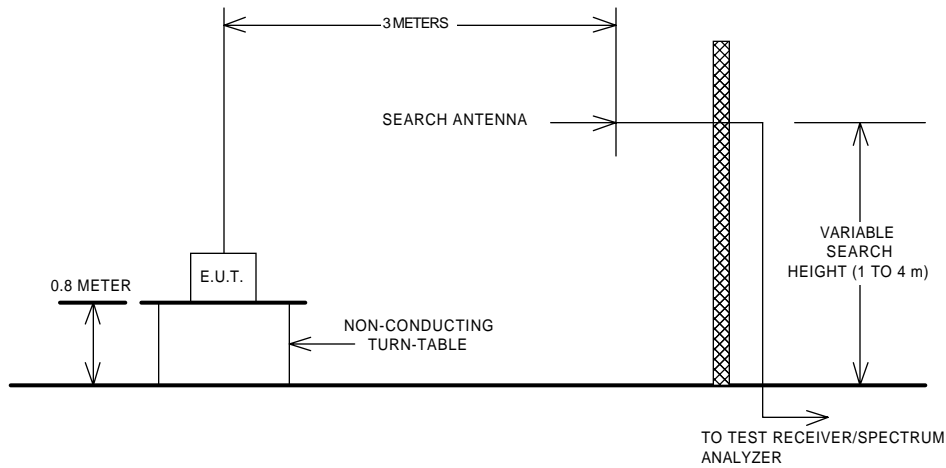 3 METERS
SEARCH ANTENNA
VARIABLE
SEARCH
HEIGHT (1 TO 4 m)
E.U.T.
0.8 METER
NON-CONDUCTING
TURN-TABLE
TO TEST RECEIVER/SPECTRUM
ANALYZER